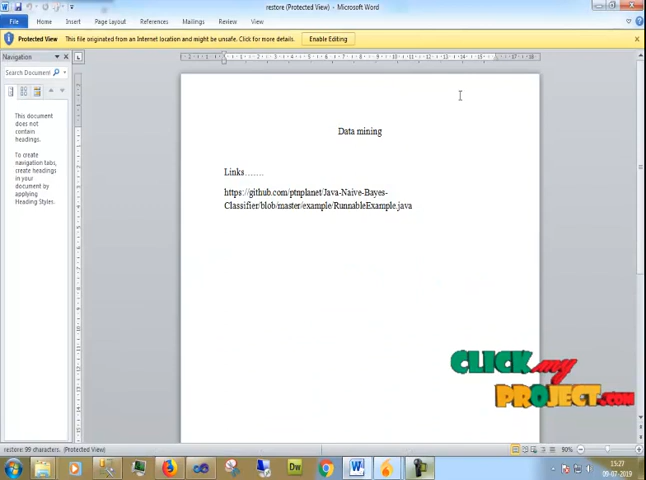 restore (Protected View) - Microsoft Word
File Home Insert Page Layout References Mailings Review View
Protected View This file originated from an Internet location and might be unsafe. Click for more details. Enable Editing
Navigation
Search Document
This document does not contain headings.
To create navigation tabs, create headings in your document by applying Heading Styles.
Data mining
Links.......
https://github.com/ptnplanet/Java-Naive-Bayes-
Classifier/blob/master/example/RunnableExample.java
CLICK my
PROJECT.com
restore: 99 characters. (Protected View)
90%
Dw
15:27
09-07-2019